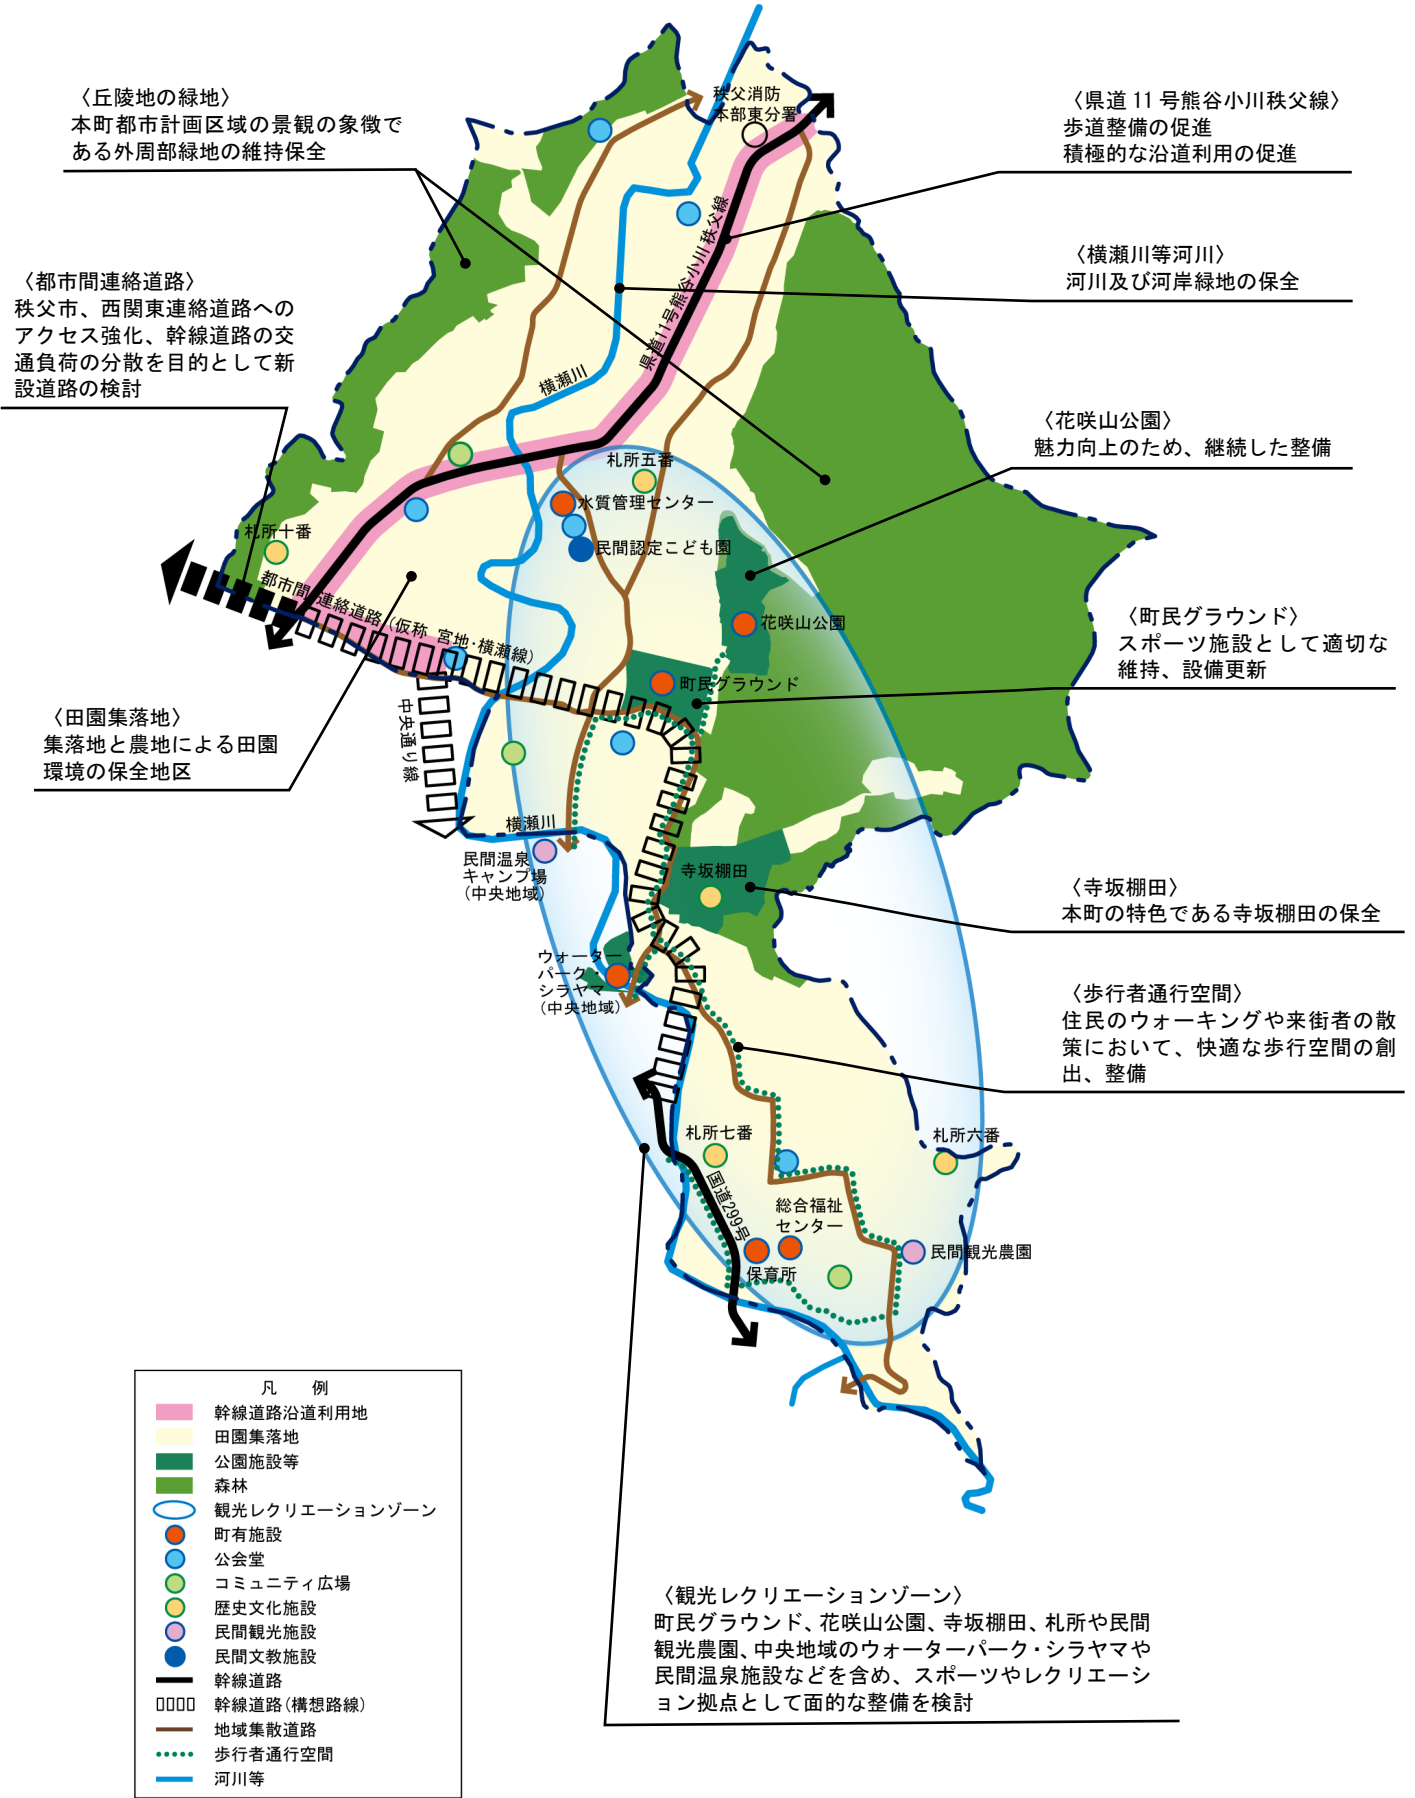 〈丘陵地の緑地〉
本町都市計画区域の景観の象徴で
ある外周部緑地の維持保全
〈都市間連絡道路〉
秩父市、西関東連絡道路への
アクセス強化、幹線道路の交
通負荷の分散を目的として新
設道路の検討
〈田園集落地〉
集落地と農地による田園
環境の保全地区
〈県道11号熊谷小川秩父線〉
歩道整備の促進
積極的な沿道利用の促進
〈横瀬川等河川〉
河川及び河岸緑地の保全
〈花咲山公園〉
魅力向上のため、継続した整備
〈町民グラウンド〉
スポーツ施設として適切な
維持、設備更新
〈寺坂棚田〉
本町の特色である寺坂棚田の保全
〈歩行者通行空間〉
住民のウォーキングや来街者の散
策において、快適な歩行空間の創
出、整備
〈観光レクリエーションゾーン〉
町民グラウンド、花咲山公園、寺坂棚田、札所や民間
観光農園、中央地域のウォーターパーク・シラヤマや
民間温泉施設などを含め、スポーツやレクリエーシ
ョン拠点として面的な整備を検討
秩父消防
本部東分署
県道11号熊谷小川秩父線
横瀬川
札所五番
水質管理センター
民間認定こども園
札所十番
都市間連絡道路(仮称 宮地・横瀬線)
花咲山公園
町民グラウンド
中央通り線
横瀬川
民間温泉
キャンプ場
(中央地域)
寺坂棚田
ウォーター
パーク・
シラヤマ
(中央地域)
札所七番
札所六番
国道299号
総合福祉
センター
保育所
民間観光農園
凡 例
幹線道路沿道利用地
田園集落地
公園施設等
森林
観光レクリエーションゾーン
町有施設
公会堂
コミュニティ広場
歴史文化施設
民間観光施設
民間文教施設
幹線道路
幹線道路(構想路線)
地域集散道路
歩行者通行空間
河川等